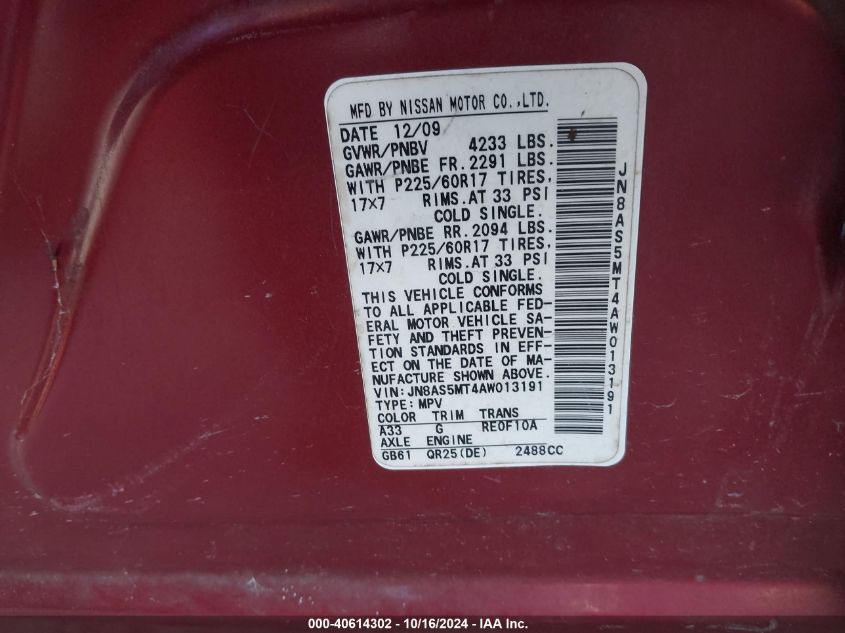 MFD BY NISSAN MOTOR CO.,LTD.
DATE 12/09
GVWR/PNBV 4233 LBS.
GAWR/PNBE FR. 2291 LBS.
WITH P225/60R17 TIRES,
17×7 RIMS.AT 33 PSI
COLD SINGLE.
GAWR/PNBE RR. 2094 LBS.
WITH P225/60R17 TIRES,
17×7 RIMS.AT 33 PSI
COLD SINGLE.
THIS VEHICLE CONFORMS
TO ALL APPLICABLE FED-
ERAL MOTOR VEHICLE SA-
FETY AND THEFT PREVEN-
TION STANDARDS IN EFF-
ECT ON THE DATE OF MA-
NUFACTURE SHOWN ABOVE.
VIN: JN8AS5MT4AW013191
TYPE: MPV
COLOR TRIM TRANS
A33 G RE0F10A
AXLE ENGINE
GB61 QR25(DE) 2488CC
JN8AS5MT4AW013191
000-40614302 - 10/16/2024 - IAA Inc.